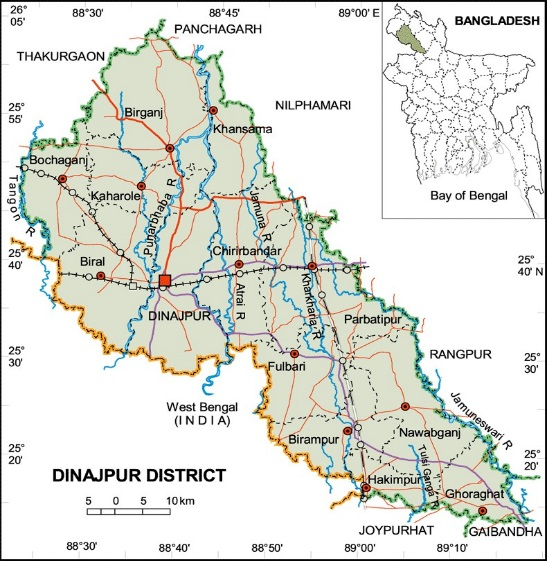 26°
05'
88°30'
88°45'
89°00' E
PANCHAGARH
THAKURGAON
BANGLADESH
NILPHAMARI
25°
55'
Birganj
Khansama
Bochaganj
Kaharole
Tangon R
Punarbhaba R
Jamuna R
Bay of Bengal
25°
40'
Biral
Chirirbandar
25°
40' N
DINAJPUR
Atrai R
Kharkharia R
Parbatipur
25°
30'
Fulbari
RANGPUR
25°
30'
West Bengal
(I N D I A)
Jamuneswari R
Birampur
Nawabganj
25°
20'
25°
20'
DINAJPUR DISTRICT
Tulsi Ganga R
Hakimpur
Ghoraghat
5 0 5 10 km
JOYPURHAT
GAIBANDHA
88°30'
88°40'
88°50'
89°00'
89°10'